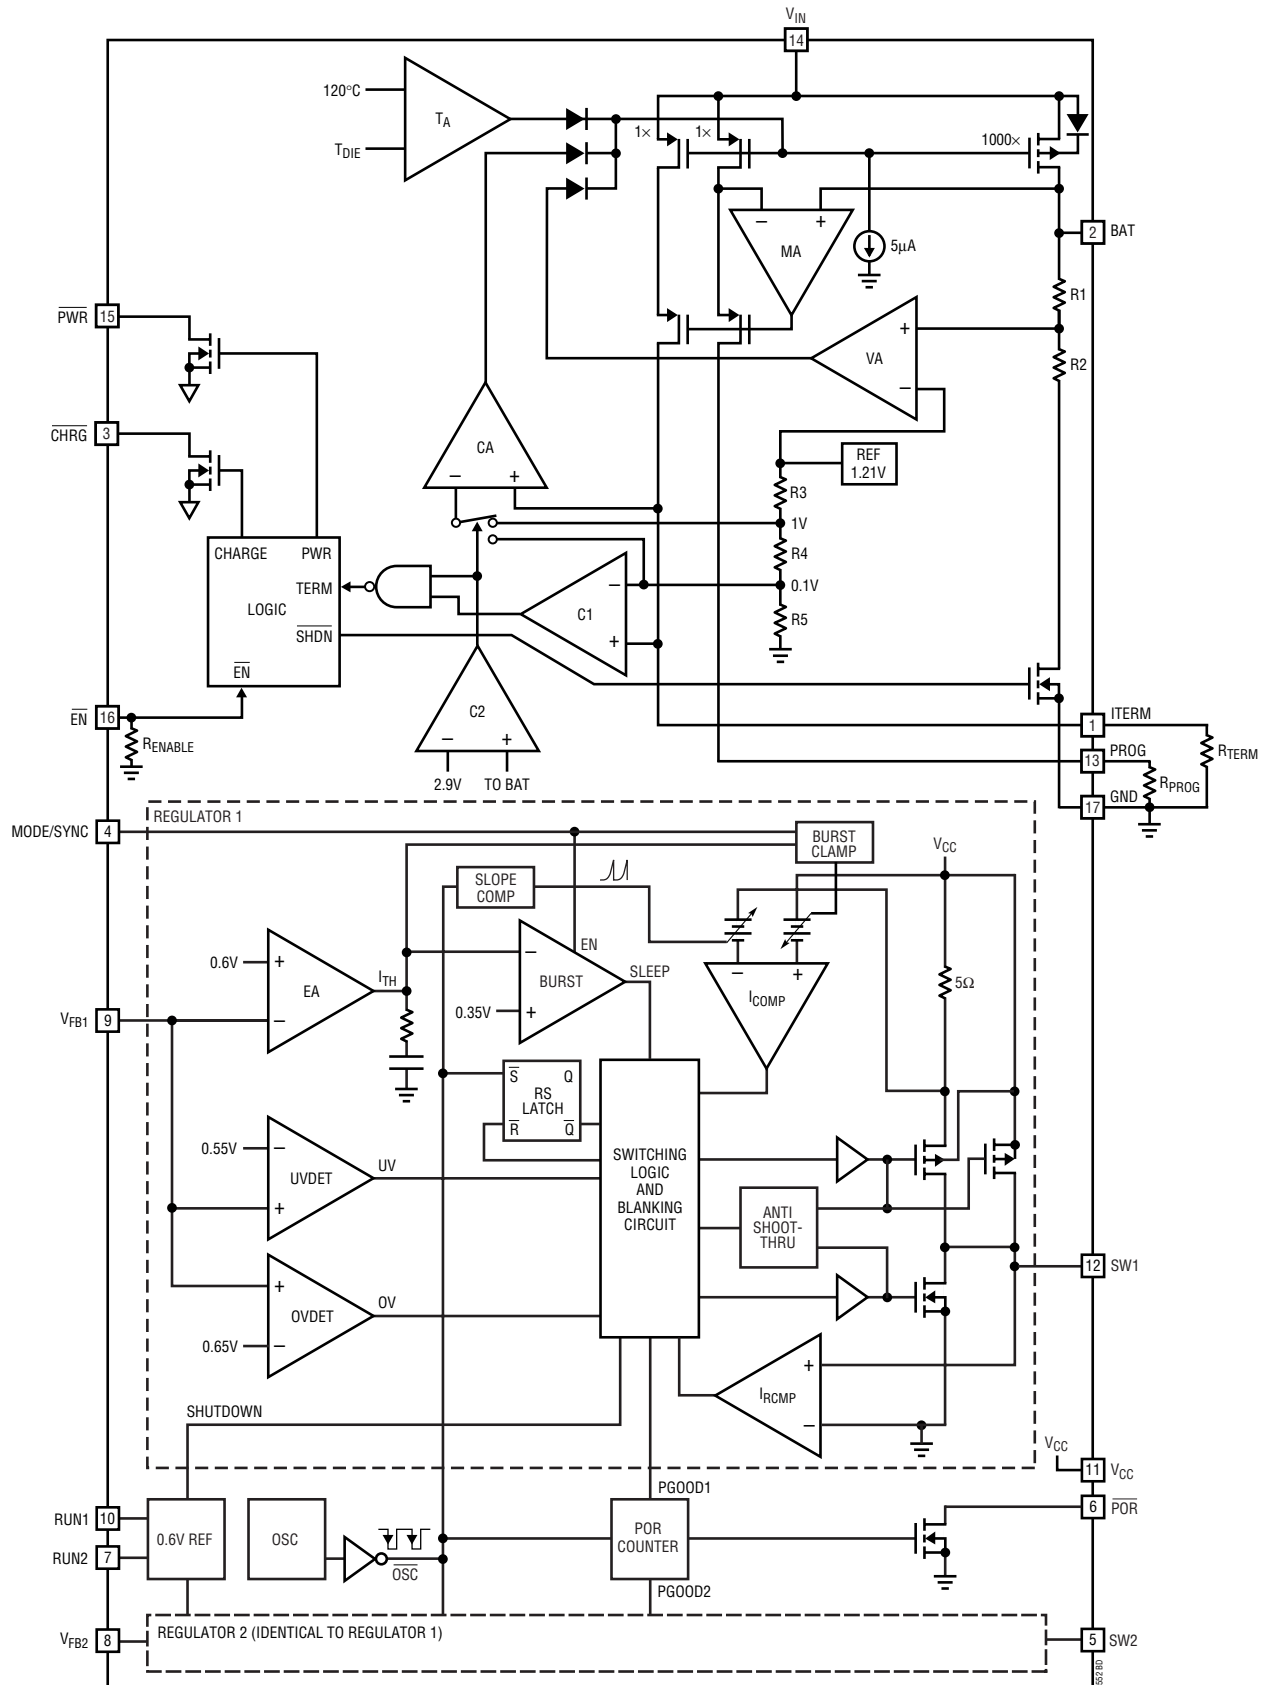 V_IN
14
120°C
T_A
T_DIE
1×
1×
1000×
–
+
MA
5µA
2
BAT
R1
R2
+
VA
–
PWR
15
CHRG
3
CA
–
+
REF
1.21V
R3
1V
R4
0.1V
R5
CHARGE
PWR
TERM
LOGIC
SHDN
EN
–
C1
+
EN
16
R_ENABLE
C2
–
+
2.9V
TO BAT
1
ITERM
R_TERM
13
PROG
R_PROG
17
GND
REGULATOR 1
MODE/SYNC
4
BURST
CLAMP
V_CC
SLOPE
COMP
EN
–
BURST
+
SLEEP
0.35V
–
+
I_COMP
5Ω
0.6V
+
EA
–
I_TH
V_FB1
9
S
Q
RS
LATCH
R
Q
0.55V
–
UVDET
+
UV
SWITCHING
LOGIC
AND
BLANKING
CIRCUIT
ANTI
SHOOT-
THRU
12
SW1
+
OVDET
–
OV
0.65V
+
I_RCMP
–
SHUTDOWN
V_CC
11
V_CC
PGOOD1
6
POR
RUN1
10
RUN2
7
0.6V REF
OSC
OSC
POR
COUNTER
PGOOD2
V_FB2
8
REGULATOR 2 (IDENTICAL TO REGULATOR 1)
5
SW2
552 BD